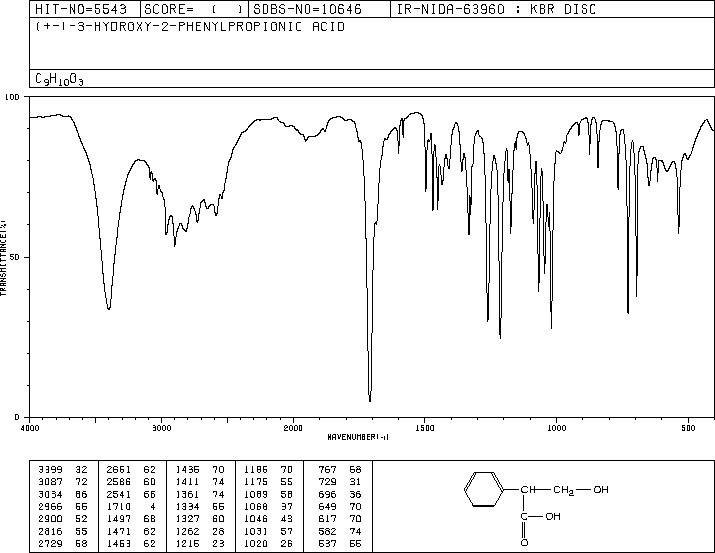 HIT-NO=5543 SCORE= ( ) SDBS-NO=10646 IR-NIDA-63960 : KBR DISC
(+-)-3-HYDROXY-2-PHENYLPROPIONIC ACID
C9H10O3
100
50
0
TRANSMITTANCE(%)
4000 3000 2000 1500 1000 500
WAVENUMBER(-1)
3399 32 2661 62 1436 70 1186 70 767 68
3087 72 2586 60 1411 74 1175 55 729 31
3034 66 2541 66 1361 74 1089 58 696 36
2966 55 1710 4 1334 55 1068 37 649 70
2900 52 1497 68 1327 60 1046 43 617 70
2816 55 1471 62 1262 28 1031 57 582 74
2729 58 1453 62 1215 23 1020 26 537 55
CH CH2 OH
C OH
O